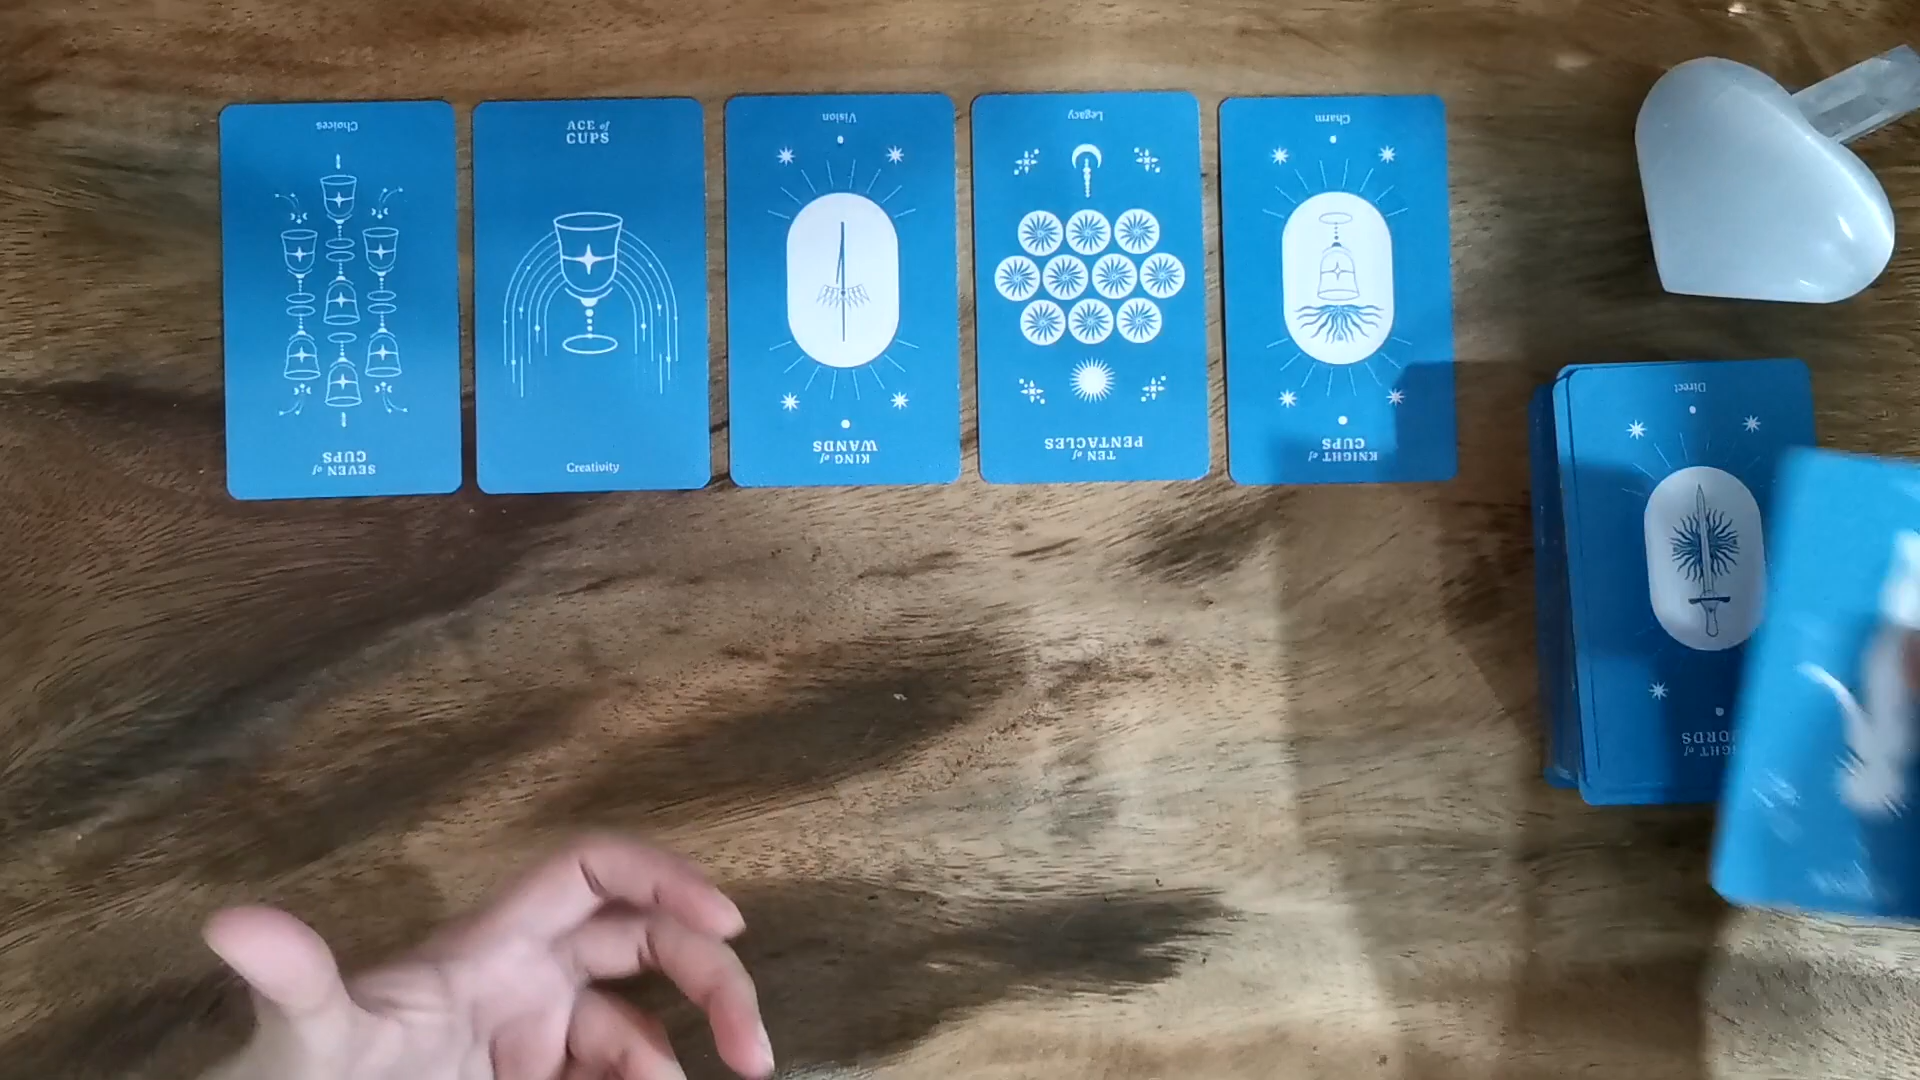 Choices
SEVEN of
CUPS
ACE of
CUPS
Creativity
Vision
KING of
WANDS
Legacy
TEN of
PENTACLES
Charm
KNIGHT of
CUPS
Direct